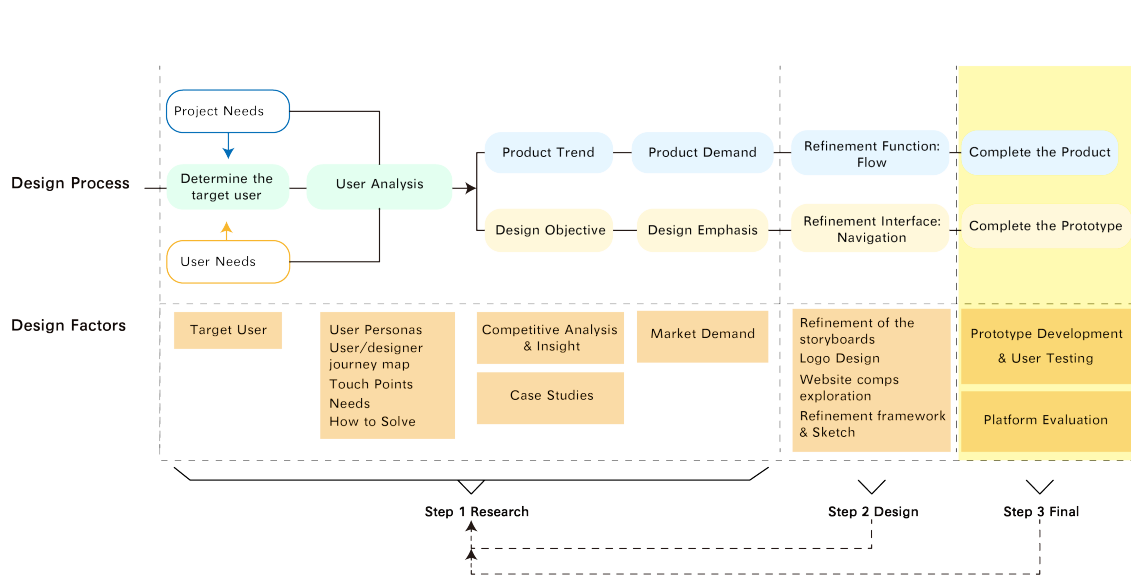 Project Needs
Determine the
target user
User Needs
User Analysis
Design Process
Product Trend
Product Demand
Refinement Function:
Flow
Complete the Product
Design Objective
Design Emphasis
Refinement Interface:
Navigation
Complete the Prototype
Design Factors
Target User
User Personas
User/designer
journey map
Touch Points
Needs
How to Solve
Competitive Analysis
& Insight
Case Studies
Market Demand
Refinement of the
storyboards
Logo Design
Website comps
exploration
Refinement framework
& Sketch
Prototype Development
& User Testing
Platform Evaluation
Step 1 Research
Step 2 Design
Step 3 Final